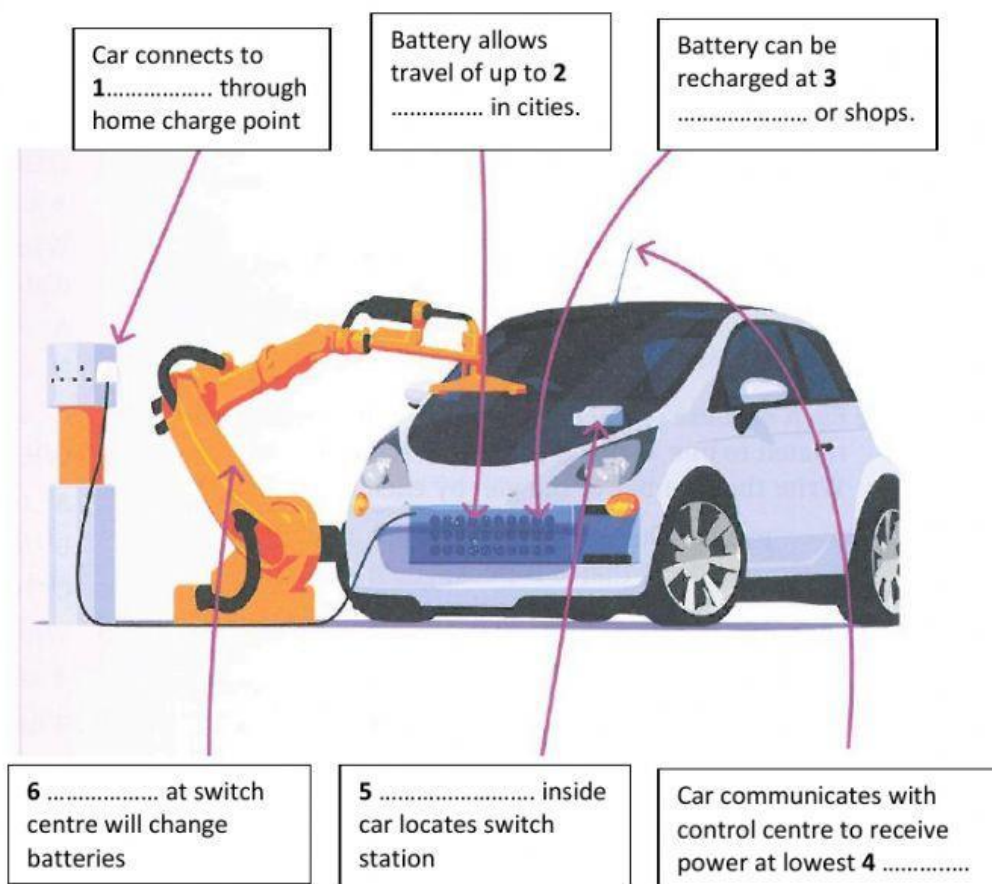 Car connects to
1................. through
home charge point
Battery allows
travel of up to 2
............... in cities.
Battery can be
recharged at 3
..................... or shops.
6 .................. at switch
centre will change
batteries
5 ......................... inside
car locates switch
station
Car communicates with
control centre to receive
power at lowest 4 ..............